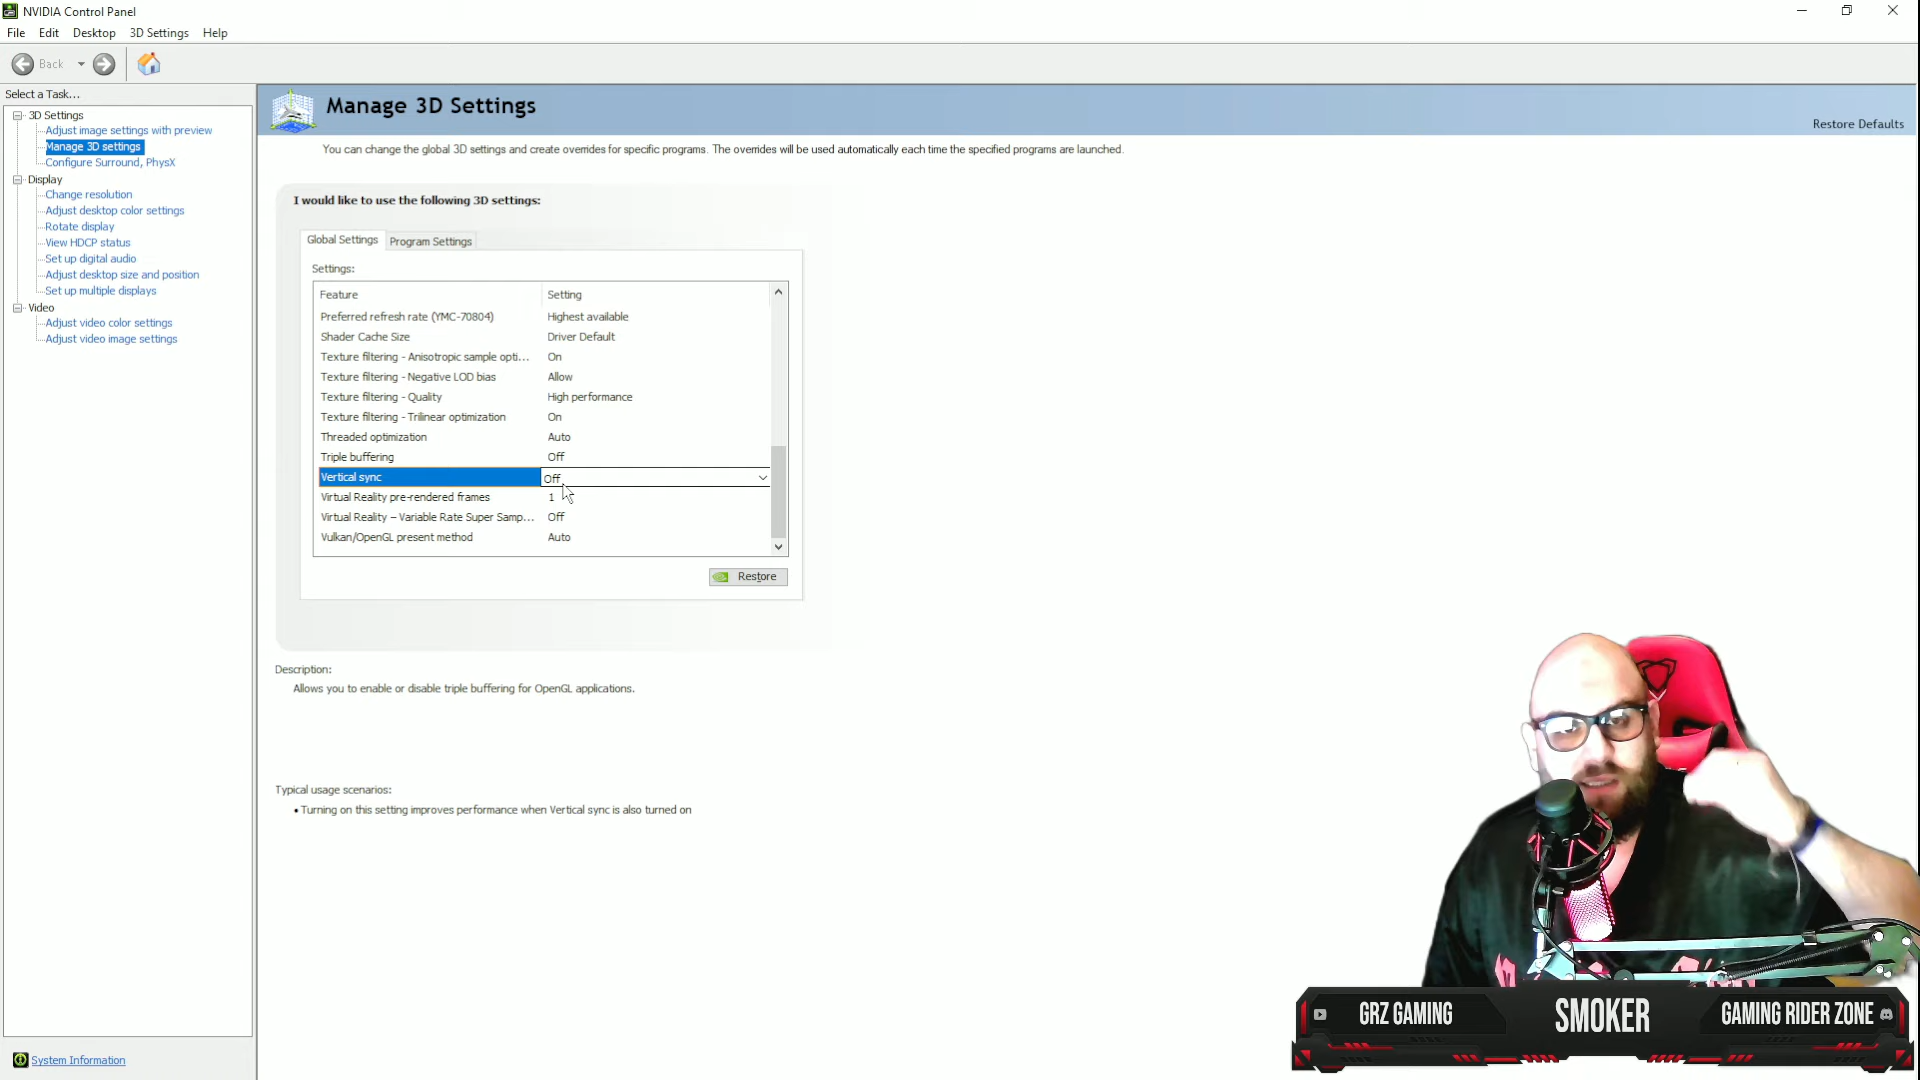 NVIDIA Control Panel
File Edit Desktop 3D Settings Help
Back
Select a Task...
3D Settings
Adjust image settings with preview
Manage 3D settings
Configure Surround, PhysX
Display
Change resolution
Adjust desktop color settings
Rotate display
View HDCP status
Set up digital audio
Adjust desktop size and position
Set up multiple displays
Video
Adjust video color settings
Adjust video image settings
System Information
Manage 3D Settings
Restore Defaults
You can change the global 3D settings and create overrides for specific programs. The overrides will be used automatically each time the specified programs are launched.
I would like to use the following 3D settings:
Global Settings Program Settings
Settings:
Feature Setting
Preferred refresh rate (YMC-70804) Highest available
Shader Cache Size Driver Default
Texture filtering - Anisotropic sample opti... On
Texture filtering - Negative LOD bias Allow
Texture filtering - Quality High performance
Texture filtering - Trilinear optimization On
Threaded optimization Auto
Triple buffering Off
Vertical sync Off
Virtual Reality pre-rendered frames 1
Virtual Reality – Variable Rate Super Samp... Off
Vulkan/OpenGL present method Auto
Restore
Description:
Allows you to enable or disable triple buffering for OpenGL applications.
Typical usage scenarios:
• Turning on this setting improves performance when Vertical sync is also turned on
GRZ GAMING SMOKER GAMING RIDER ZONE